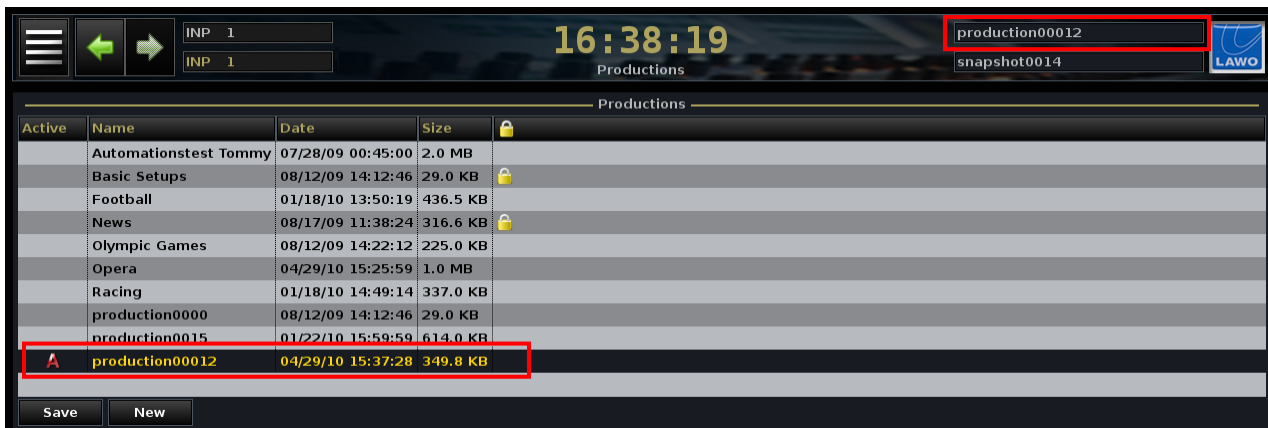 INP 1
INP 1
16:38:19
Productions
production00012
snapshot0014
LAWO
Productions
Active Name Date Size
Automationstest Tommy 07/28/09 00:45:00 2.0 MB
Basic Setups 08/12/09 14:12:46 29.0 KB
Football 01/18/10 13:50:19 436.5 KB
News 08/17/09 11:38:24 316.6 KB
Olympic Games 08/12/09 14:22:12 225.0 KB
Opera 04/29/10 15:25:59 1.0 MB
Racing 01/18/10 14:49:14 337.0 KB
production0000 08/12/09 14:12:46 29.0 KB
production0015 01/22/10 15:59:59 614.0 KB
A production00012 04/29/10 15:37:28 349.8 KB
Save New